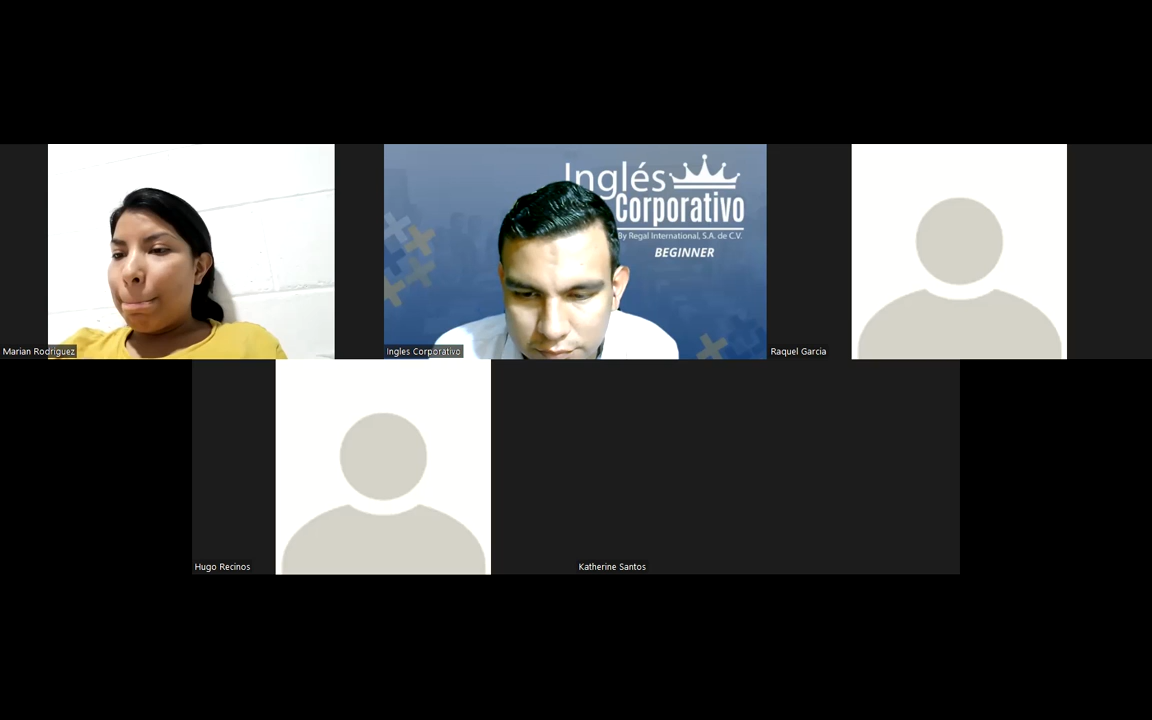 Inglés
Corporativo
By Regal International, S.A. de C.V.
BEGINNER
Marian Rodriguez
Ingles Corporativo
Raquel Garcia
Hugo Recinos
Katherine Santos